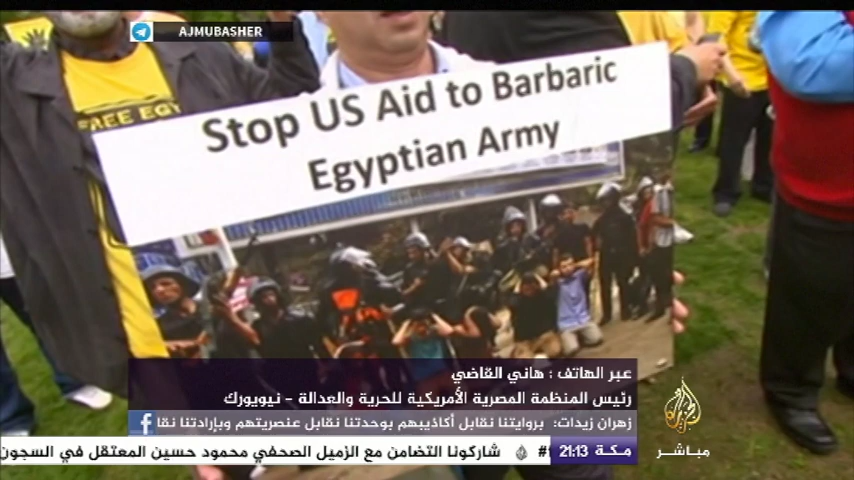 AJMUBASHER
FREE EGY
Stop US Aid to Barbaric
Egyptian Army
عبر الهاتف : هاني القاضي
رئيس المنظمة المصرية الأمريكية للحرية والعدالة - نيويورك
زهران زيدات: بروايتنا نقابل أكاذيبهم بوحدتنا نقابل عنصريتهم وبإرادتنا نقا
مباشر
مكة 21:13
شاركونا التضامن مع الزميل الصحفي محمود حسين المعتقل في السجون